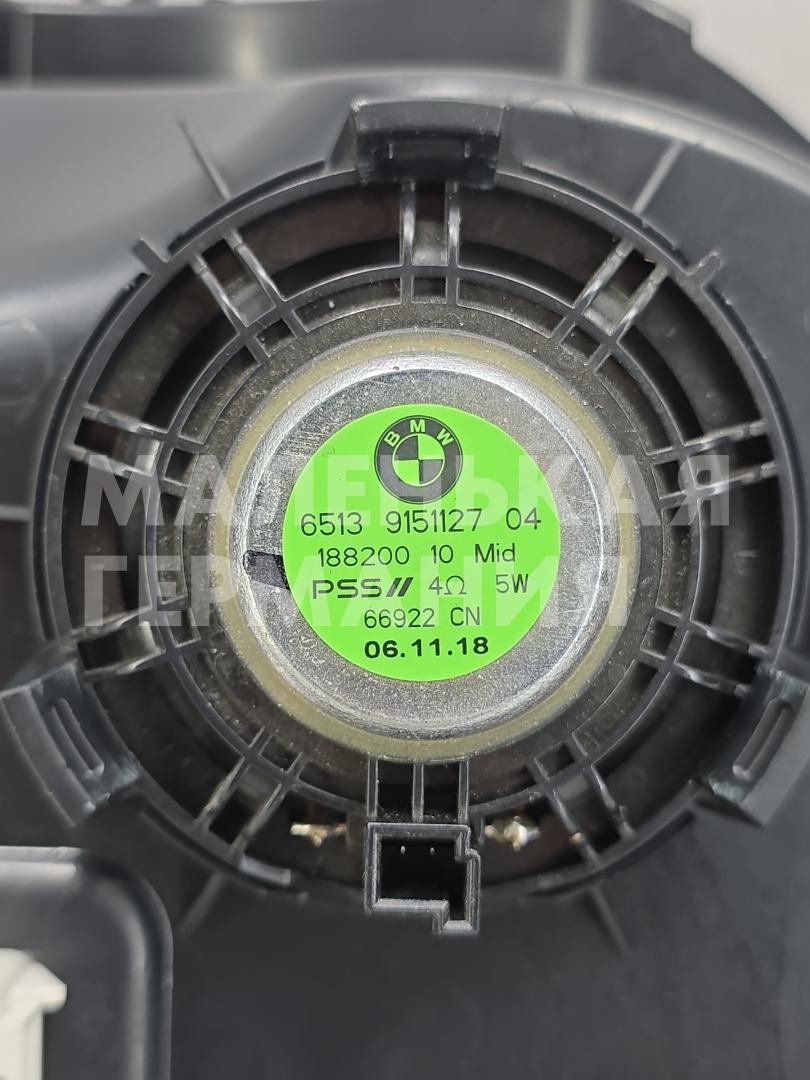 BMW
6513 9151127 04
188200 10 Mid
PSS// 4Ω 5W
66922 CN
06.11.18
МАЛЕНЬКАЯ
ГЕРМАНИЯ